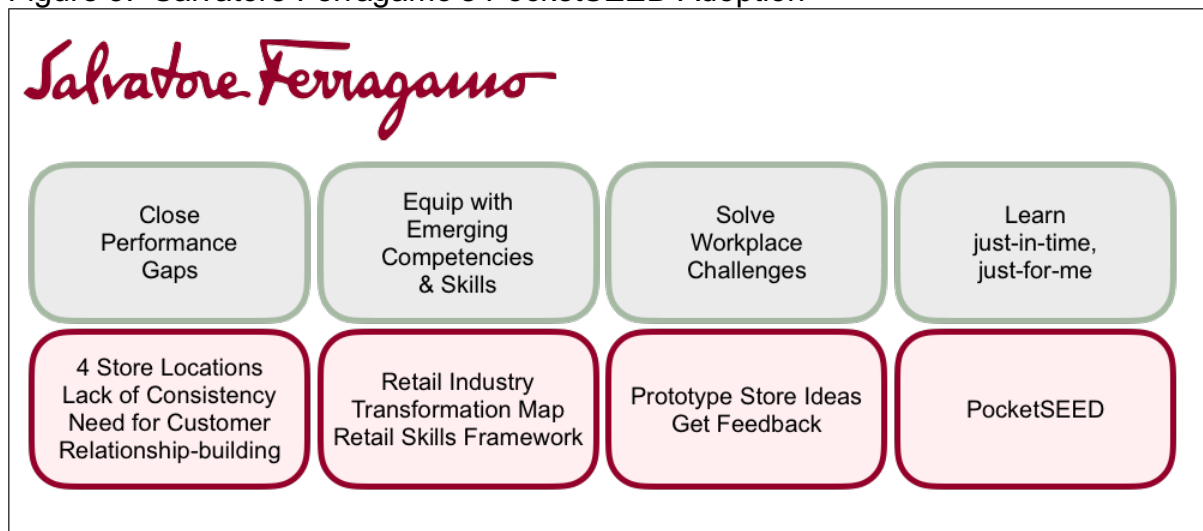 Salvatore Ferragamo
Close
Performance
Gaps
Equip with
Emerging
Competencies
& Skills
Solve
Workplace
Challenges
Learn
just-in-time,
just-for-me
4 Store Locations
Lack of Consistency
Need for Customer
Relationship-building
Retail Industry
Transformation Map
Retail Skills Framework
Prototype Store Ideas
Get Feedback
PocketSEED